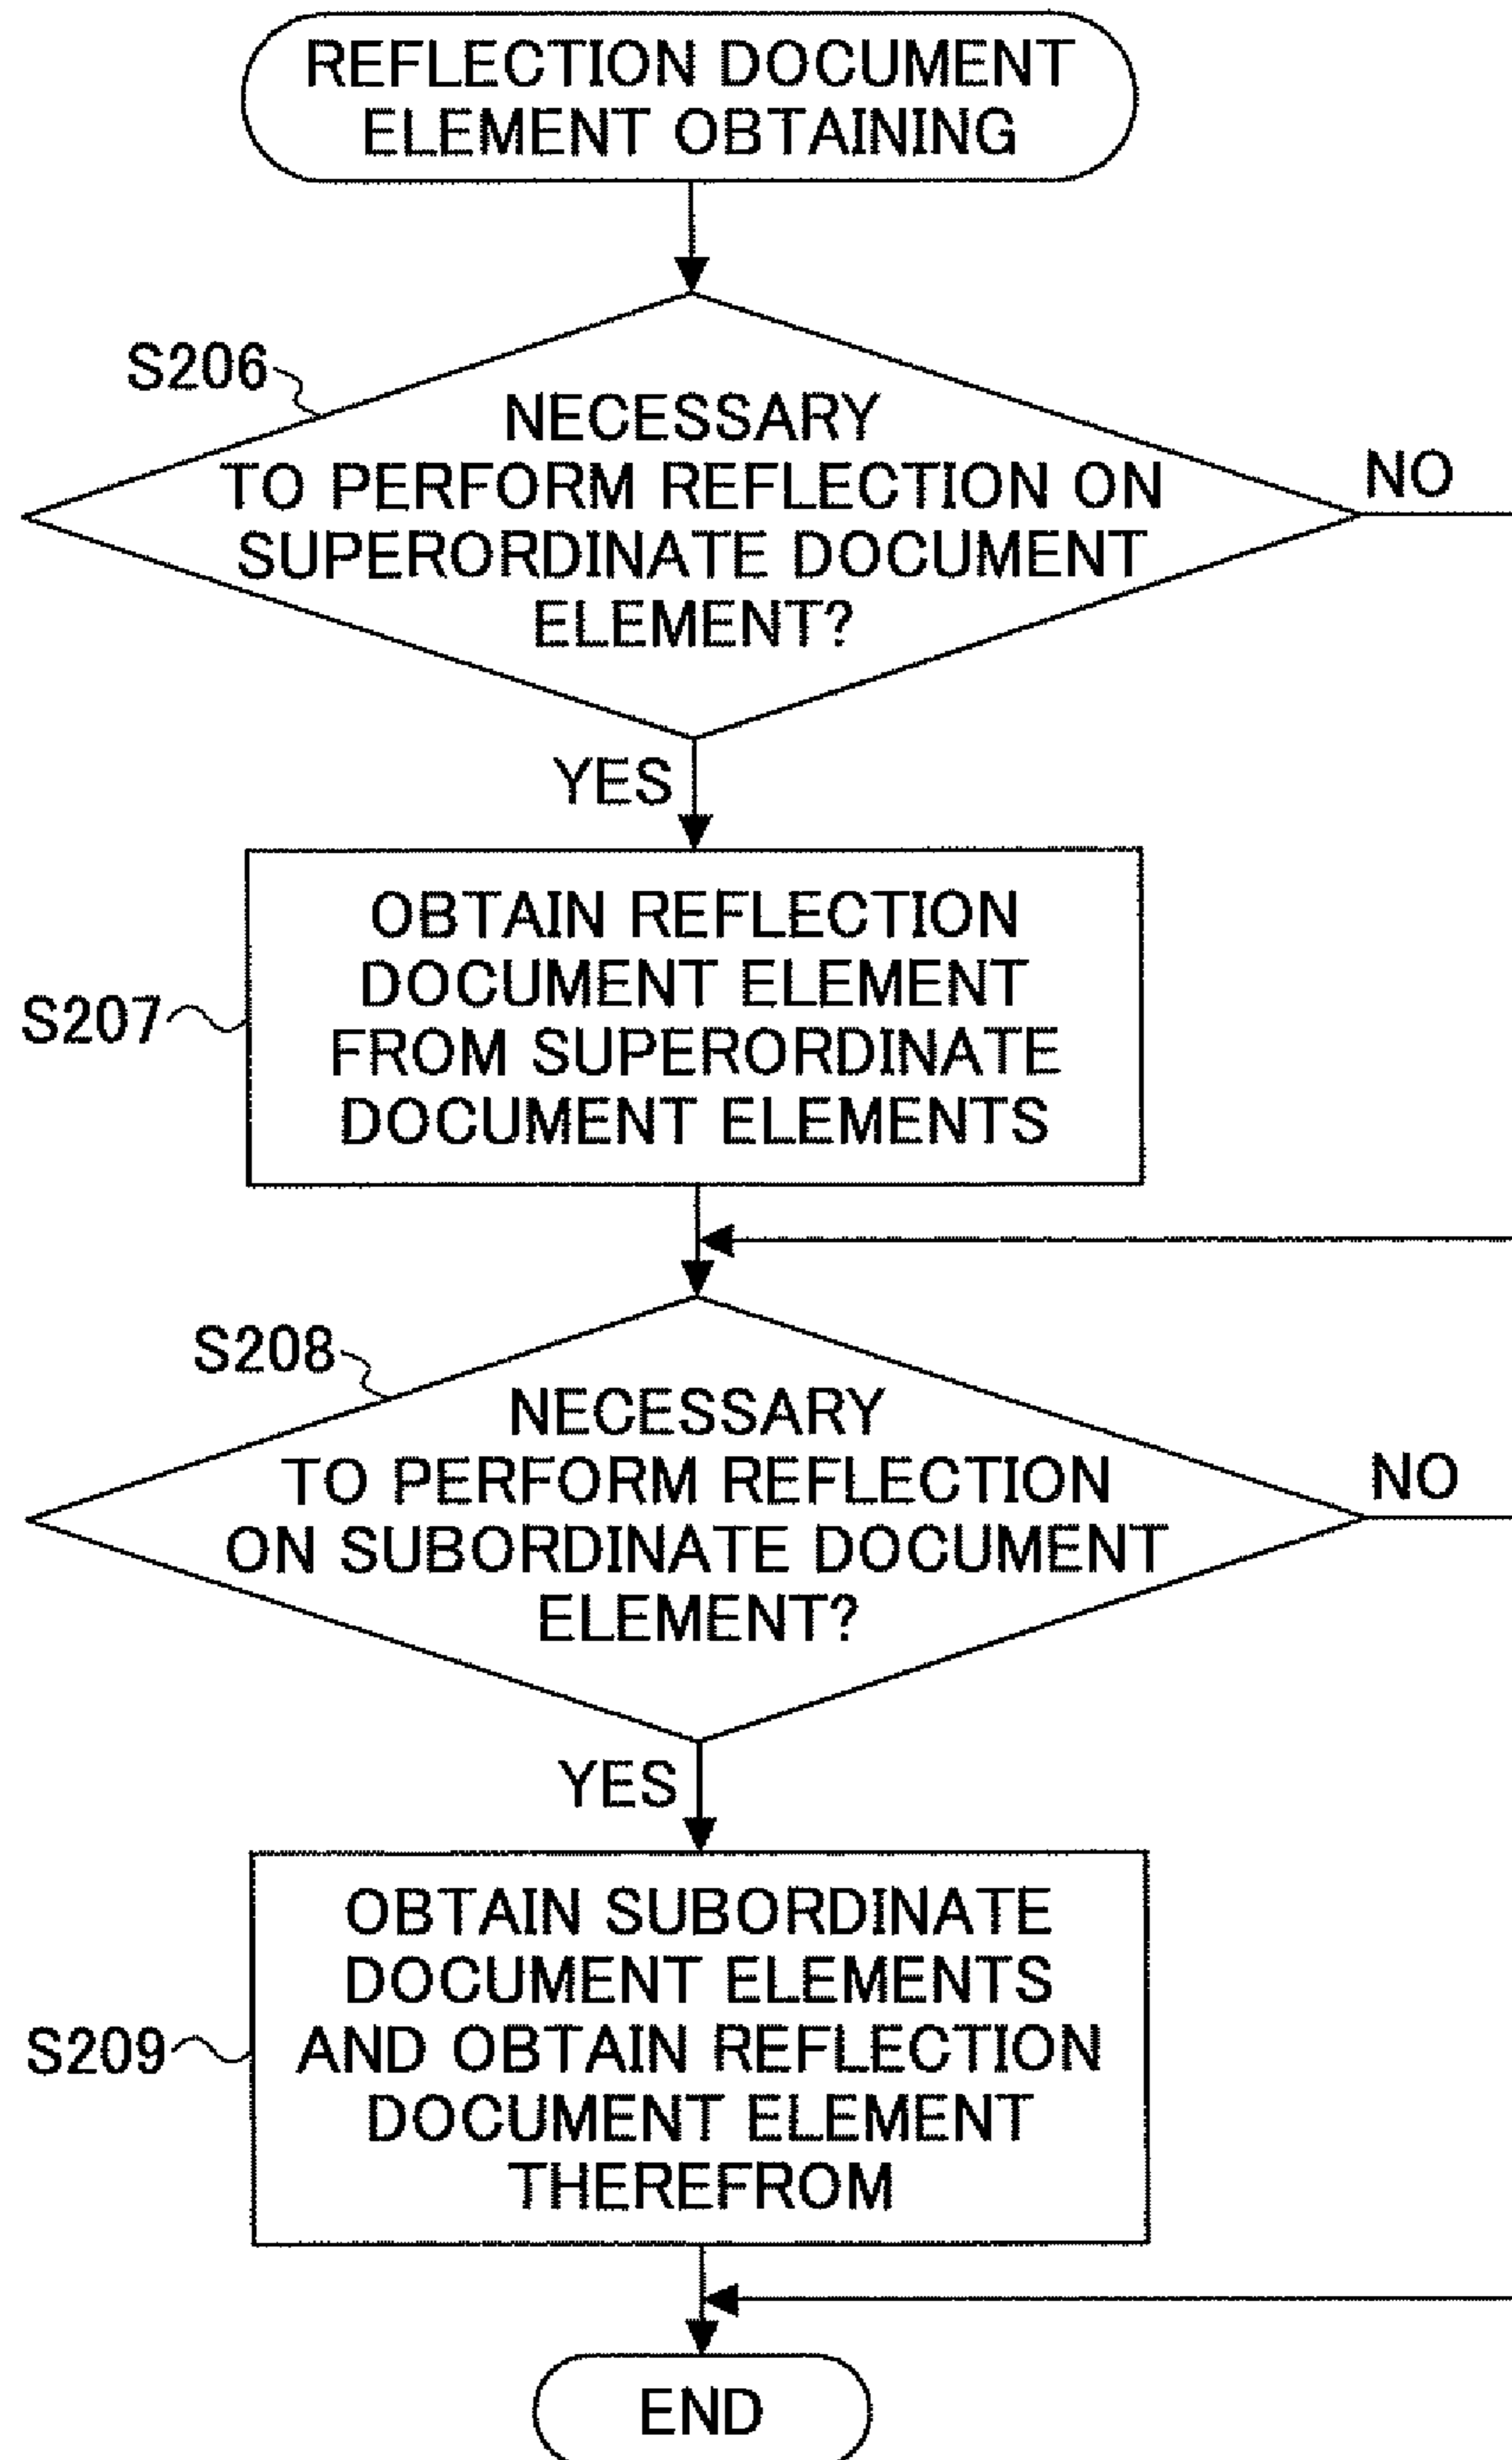 REFLECTION DOCUMENT
ELEMENT OBTAINING
S206
NECESSARY
TO PERFORM REFLECTION ON
SUPERORDINATE DOCUMENT
ELEMENT?
NO
YES
S207
OBTAIN REFLECTION
DOCUMENT ELEMENT
FROM SUPERORDINATE
DOCUMENT ELEMENTS
S208
NECESSARY
TO PERFORM REFLECTION
ON SUBORDINATE DOCUMENT
ELEMENT?
NO
YES
S209
OBTAIN SUBORDINATE
DOCUMENT ELEMENTS
AND OBTAIN REFLECTION
DOCUMENT ELEMENT
THEREFROM
END